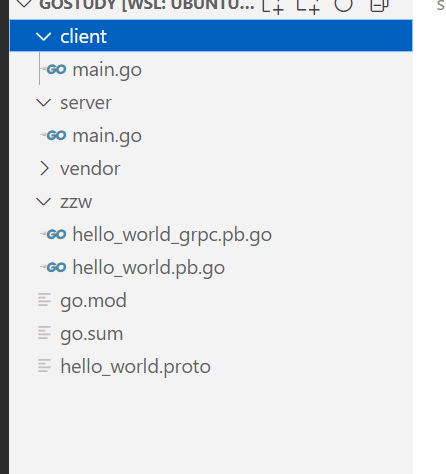 GOSTUDY [WSL: UBUNTU...
client
GO main.go
server
GO main.go
vendor
zzw
GO hello_world_grpc.pb.go
GO hello_world.pb.go
go.mod
go.sum
hello_world.proto